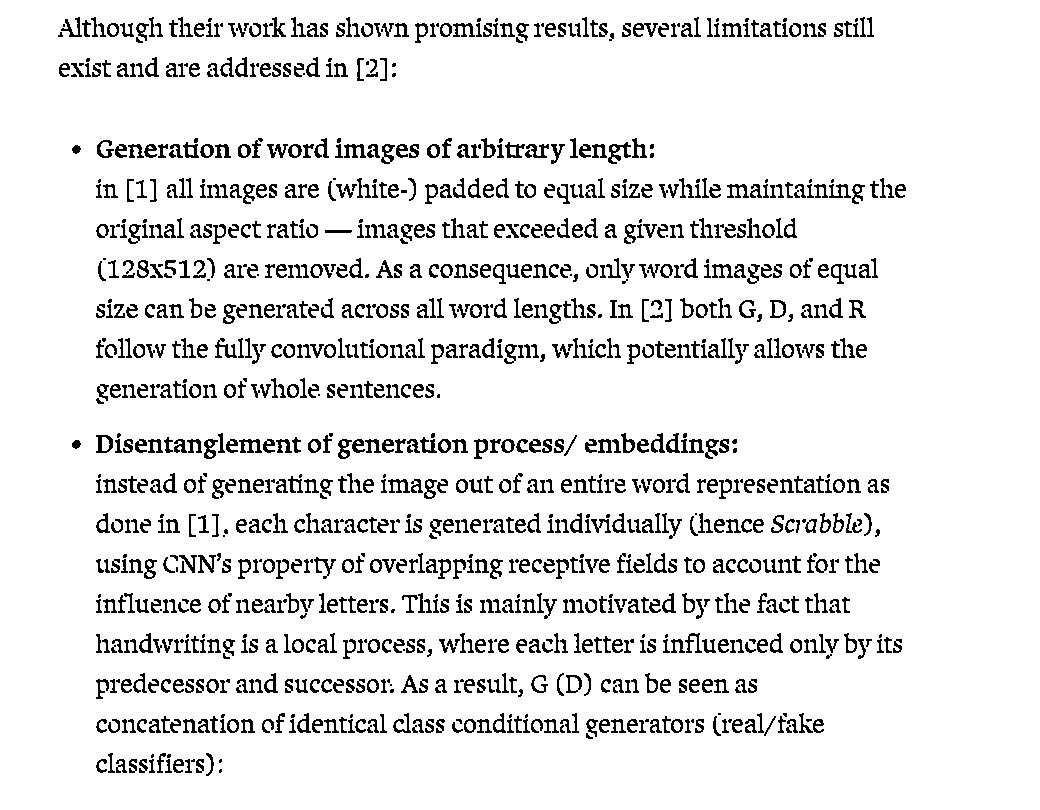 Although their work has shown promising results, several limitations still
exist and are addressed in [2]:
• Generation of word images of arbitrary length:
in [1] all images are (white-) padded to equal size while maintaining the
original aspect ratio — images that exceeded a given threshold
(128x512) are removed. As a consequence, only word images of equal
size can be generated across all word lengths. In [2] both G, D, and R
follow the fully convolutional paradigm, which potentially allows the
generation of whole sentences.
• Disentanglement of generation process/ embeddings:
instead of generating the image out of an entire word representation as
done in [1], each character is generated individually (hence Scrabble),
using CNN’s property of overlapping receptive fields to account for the
influence of nearby letters. This is mainly motivated by the fact that
handwriting is a local process, where each letter is influenced only by its
predecessor and successor. As a result, G (D) can be seen as
concatenation of identical class conditional generators (real/fake
classifiers):